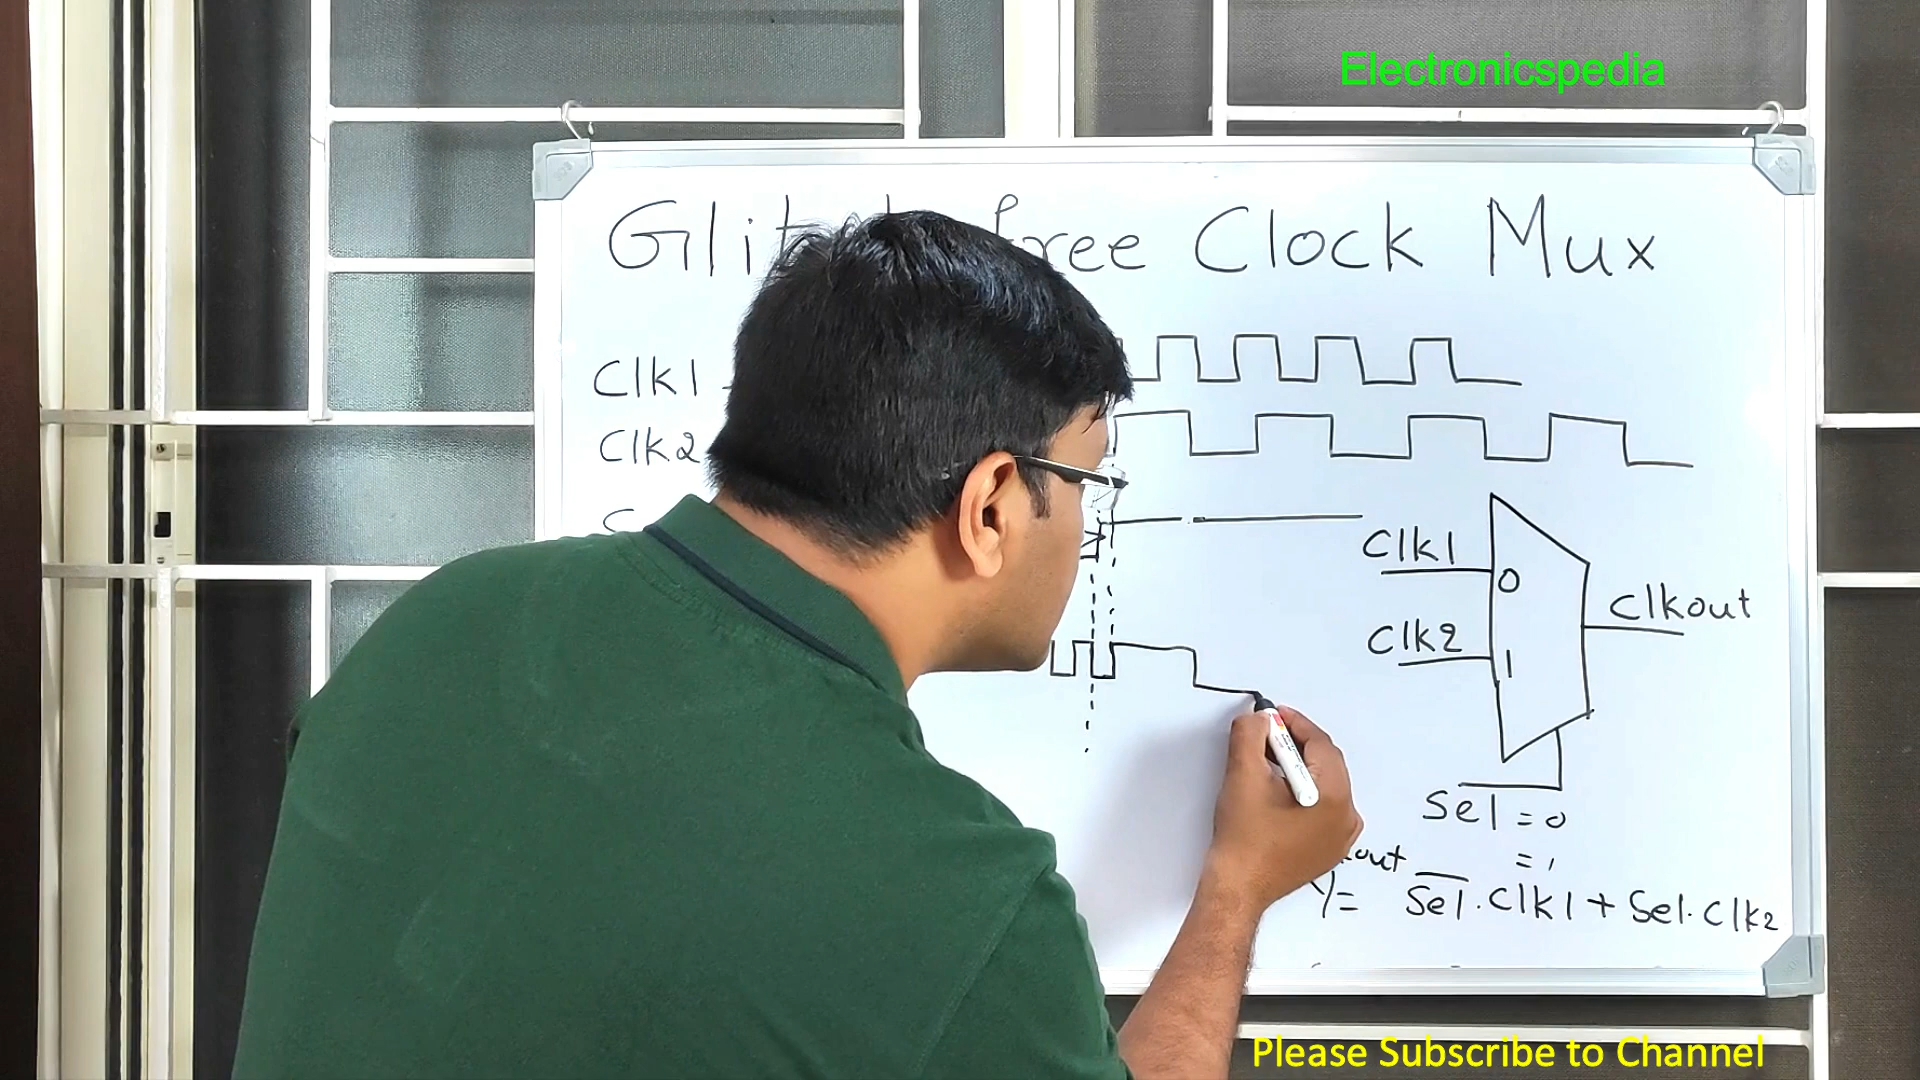 Electronicspedia
Free Clock Mux
Clk1
Clk2
Clk1
0
Clkout
Clk2
1
Sel = 0
= 1
Y = Sel . Clk1 + Sel . Clk2
Please Subscribe to Channel